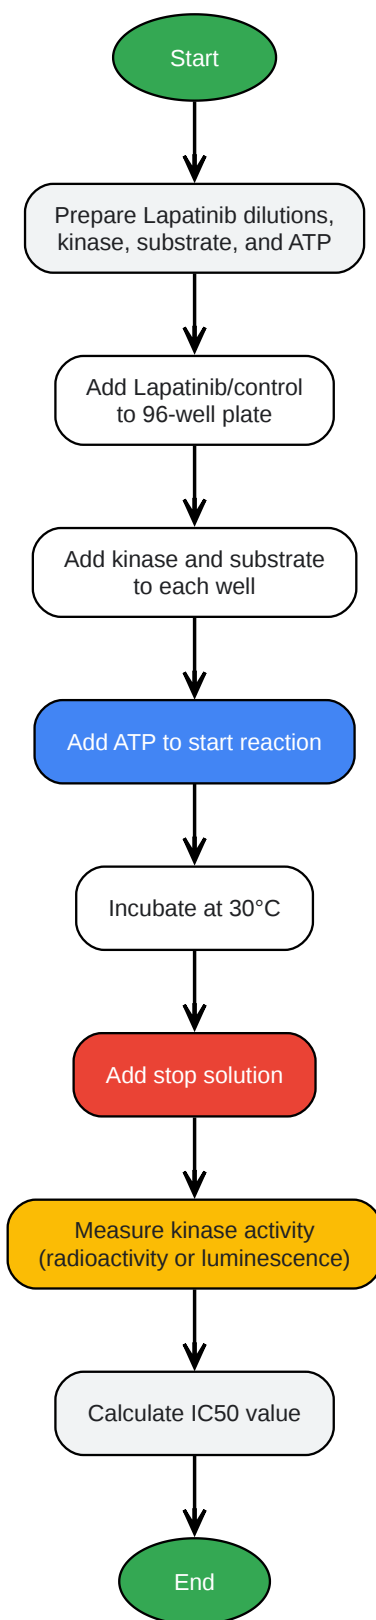 Start
Prepare Lapatinib dilutions,
kinase, substrate, and ATP
Add Lapatinib/control
to 96-well plate
Add kinase and substrate
to each well
Add ATP to start reaction
Incubate at 30°C
Add stop solution
Measure kinase activity
(radioactivity or luminescence)
Calculate IC50 value
End